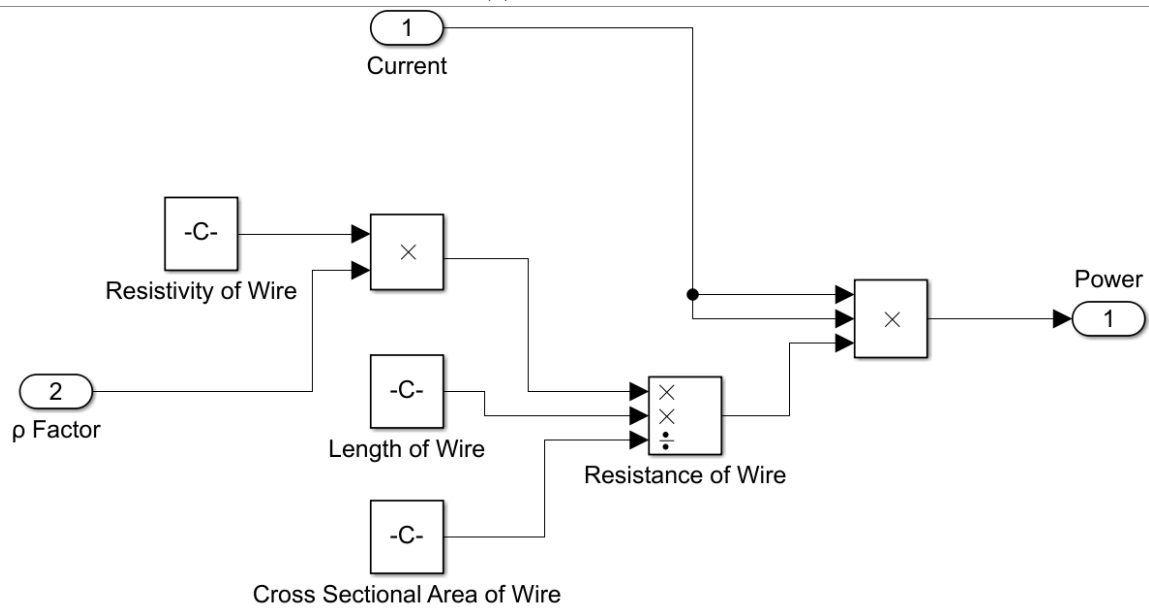 1
Current
-C-
Resistivity of Wire
×
2
ρ Factor
-C-
Length of Wire
×
×
÷
Resistance of Wire
-C-
Cross Sectional Area of Wire
×
Power
1